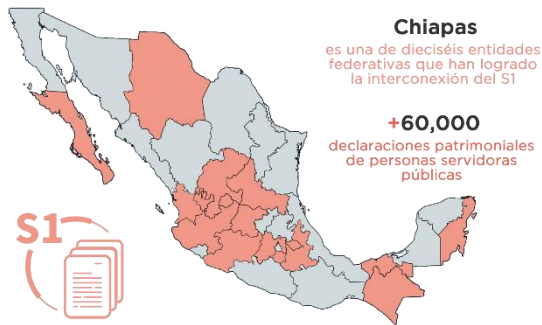 Chiapas
es una de dieciséis entidades
federativas que han logrado
la interconexión del S1
+60,000
declaraciones patrimoniales
de personas servidoras
públicas
S1